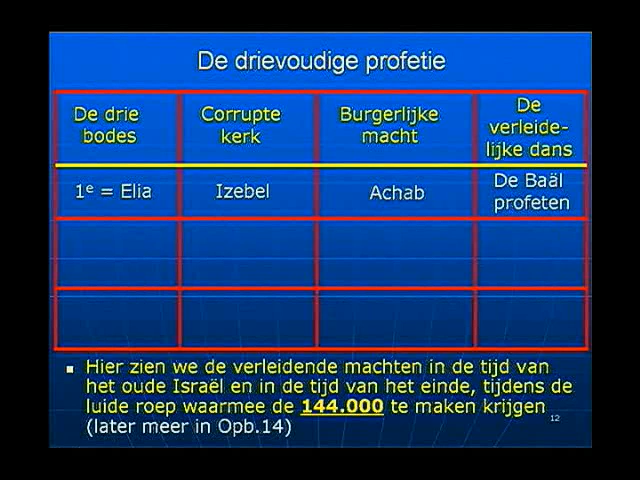 De drievoudige profetie
De drie
bodes
Corrupte
kerk
Burgerlijke
macht
De
verleide-
lijke dans
1e = Elia
Izebel
Achab
De Baäl
profeten
Hier zien we de verleidende machten in de tijd van
het oude Israël en in de tijd van het einde, tijdens de
luide roep waarmee de 144.000 te maken krijgen
(later meer in Opb.14)
12